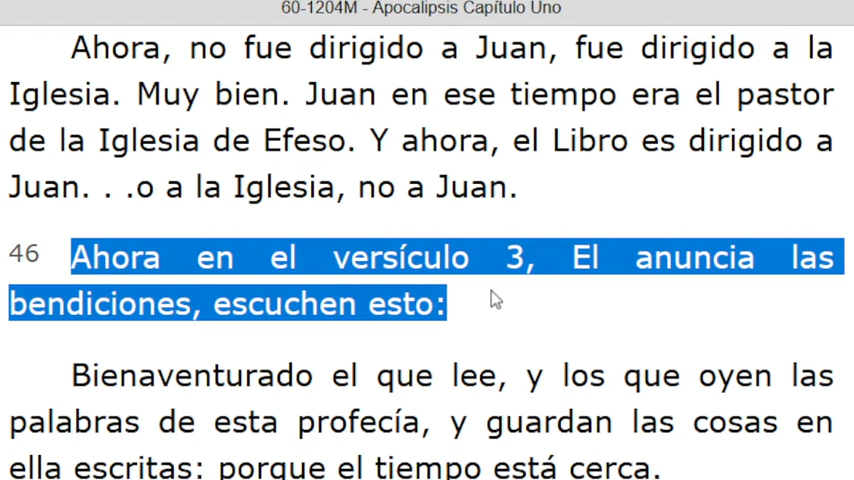 60-1204M - Apocalipsis Capítulo Uno
Ahora, no fue dirigido a Juan, fue dirigido a la
Iglesia. Muy bien. Juan en ese tiempo era el pastor
de la Iglesia de Efeso. Y ahora, el Libro es dirigido a
Juan. . .o a la Iglesia, no a Juan.
46 Ahora en el versículo 3, El anuncia las
bendiciones, escuchen esto:
Bienaventurado el que lee, y los que oyen las
palabras de esta profecía, y guardan las cosas en
ella escritas: porque el tiempo está cerca.